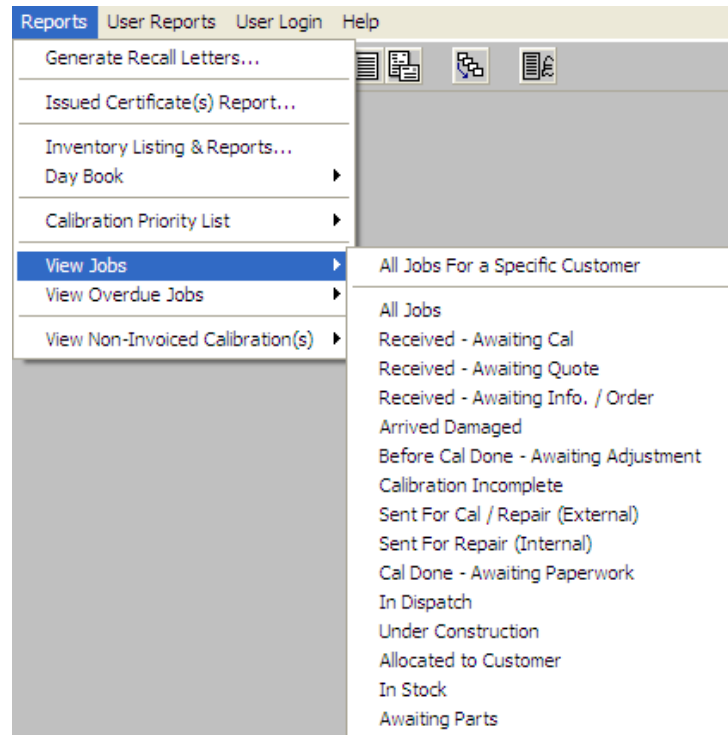 Reports User Reports User Login Help
Generate Recall Letters...
Issued Certificate(s) Report...
Inventory Listing & Reports...
Day Book
Calibration Priority List
View Jobs
View Overdue Jobs
View Non-Invoiced Calibration(s)
All Jobs For a Specific Customer
All Jobs
Received - Awaiting Cal
Received - Awaiting Quote
Received - Awaiting Info. / Order
Arrived Damaged
Before Cal Done - Awaiting Adjustment
Calibration Incomplete
Sent For Cal / Repair (External)
Sent For Repair (Internal)
Cal Done - Awaiting Paperwork
In Dispatch
Under Construction
Allocated to Customer
In Stock
Awaiting Parts